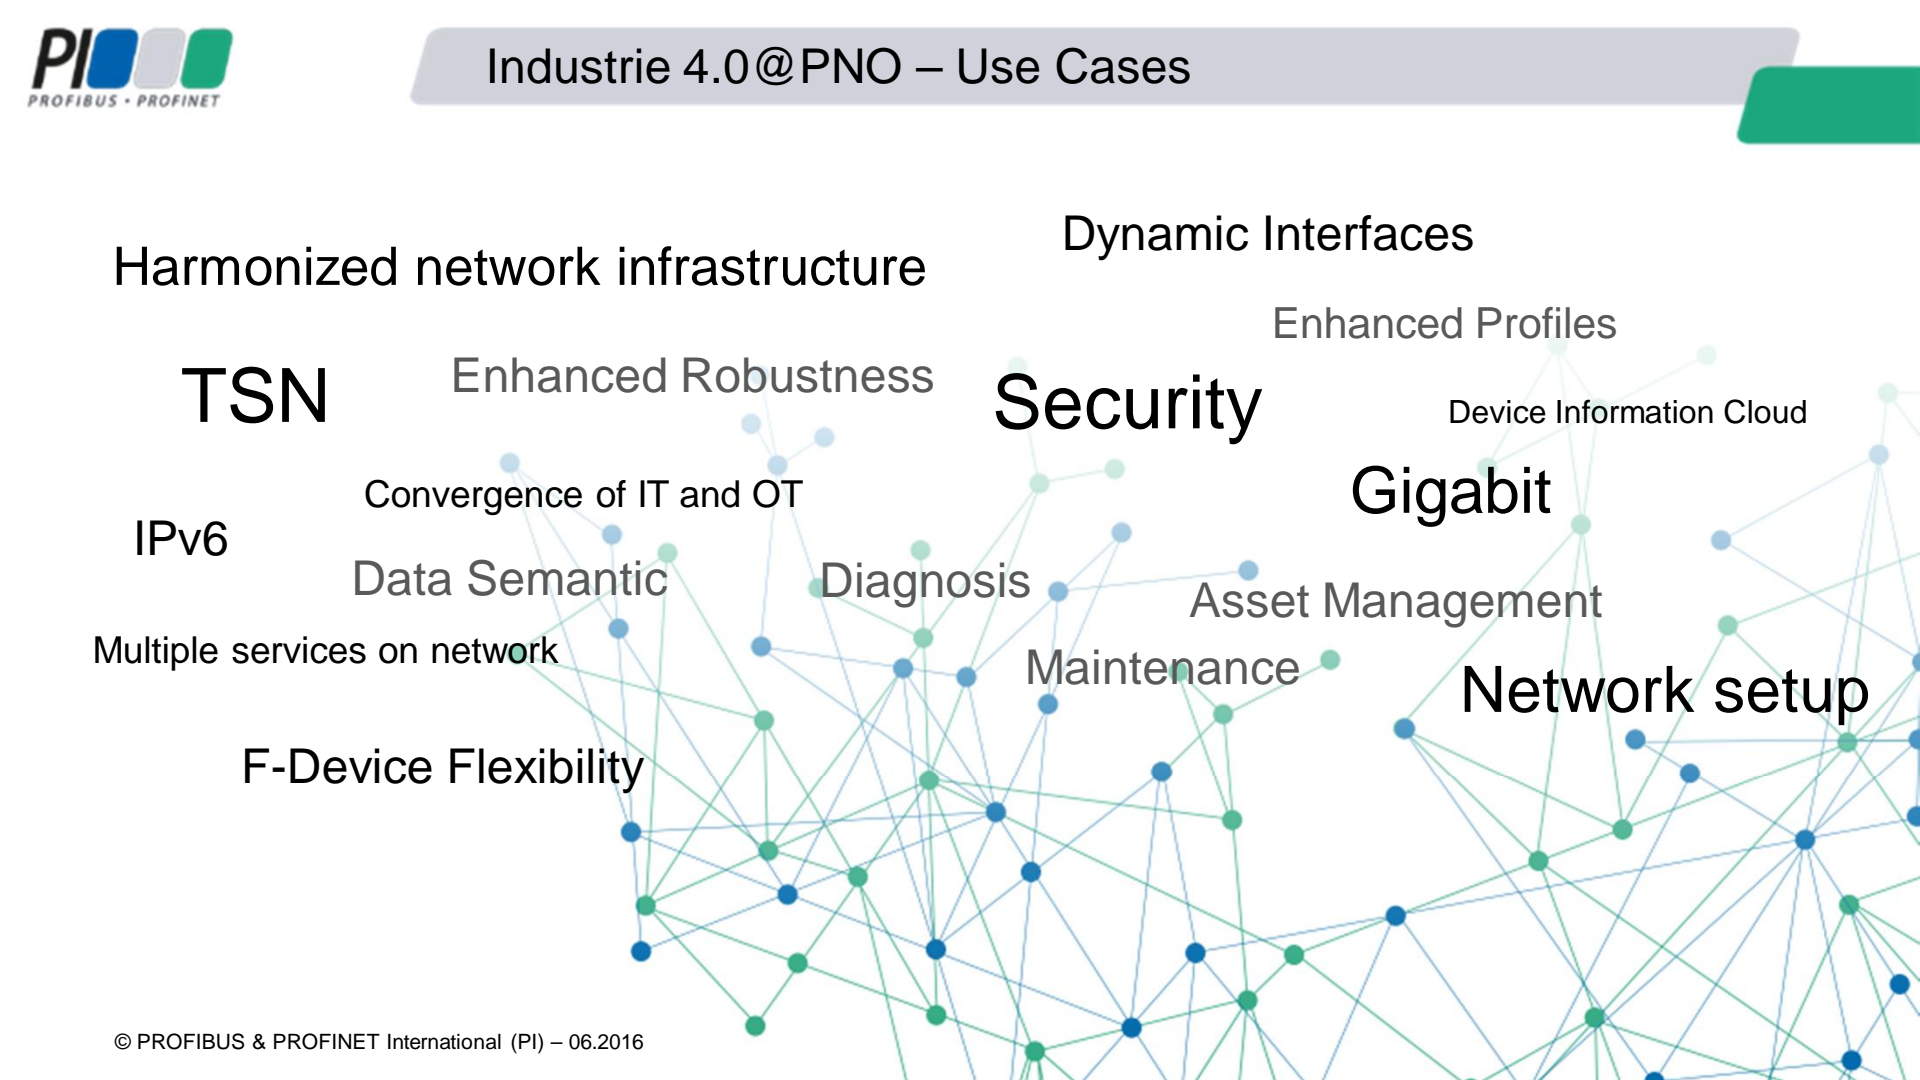 PI
PROFIBUS • PROFINET
Industrie 4.0@PNO – Use Cases
Dynamic Interfaces
Harmonized network infrastructure
Enhanced Profiles
TSN
Enhanced Robustness
Security
Device Information Cloud
Convergence of IT and OT
Gigabit
IPv6
Data Semantic
Diagnosis
Asset Management
Multiple services on network
Maintenance
Network setup
F-Device Flexibility
© PROFIBUS & PROFINET International (PI) – 06.2016